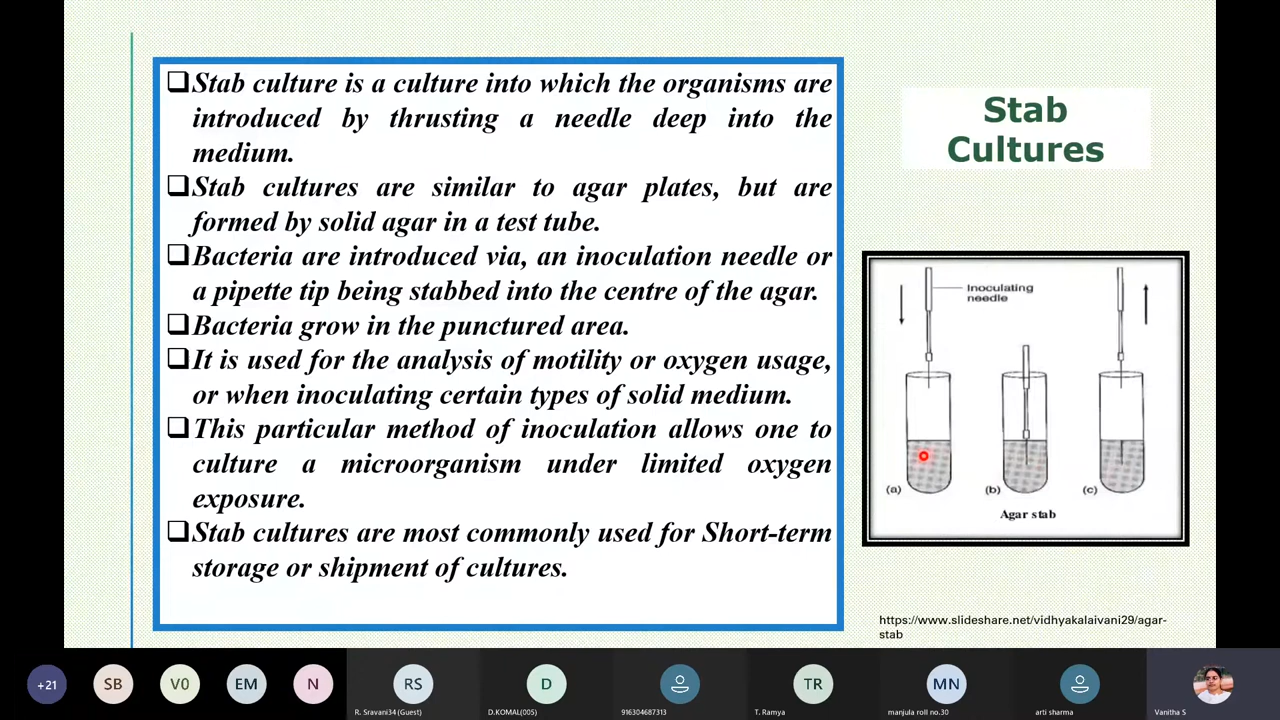 ❑Stab culture is a culture into which the organisms are
introduced by thrusting a needle deep into the
medium.
❑Stab cultures are similar to agar plates, but are
formed by solid agar in a test tube.
❑Bacteria are introduced via, an inoculation needle or
a pipette tip being stabbed into the centre of the agar.
❑Bacteria grow in the punctured area.
❑It is used for the analysis of motility or oxygen usage,
or when inoculating certain types of solid medium.
❑This particular method of inoculation allows one to
culture a microorganism under limited oxygen
exposure.
❑Stab cultures are most commonly used for Short-term
storage or shipment of cultures.
Stab
Cultures
Inoculating
needle
(a)
(b)
(c)
Agar stab
https://www.slideshare.net/vidhyakalaivani29/agar-
stab
+21
SB
V0
EM
N
RS
D
TR
MN
R. Sravani34 (Guest)
D.KOMAL(005)
916304687313
T. Ramya
manjula roll no.30
arti sharma
Vanitha S